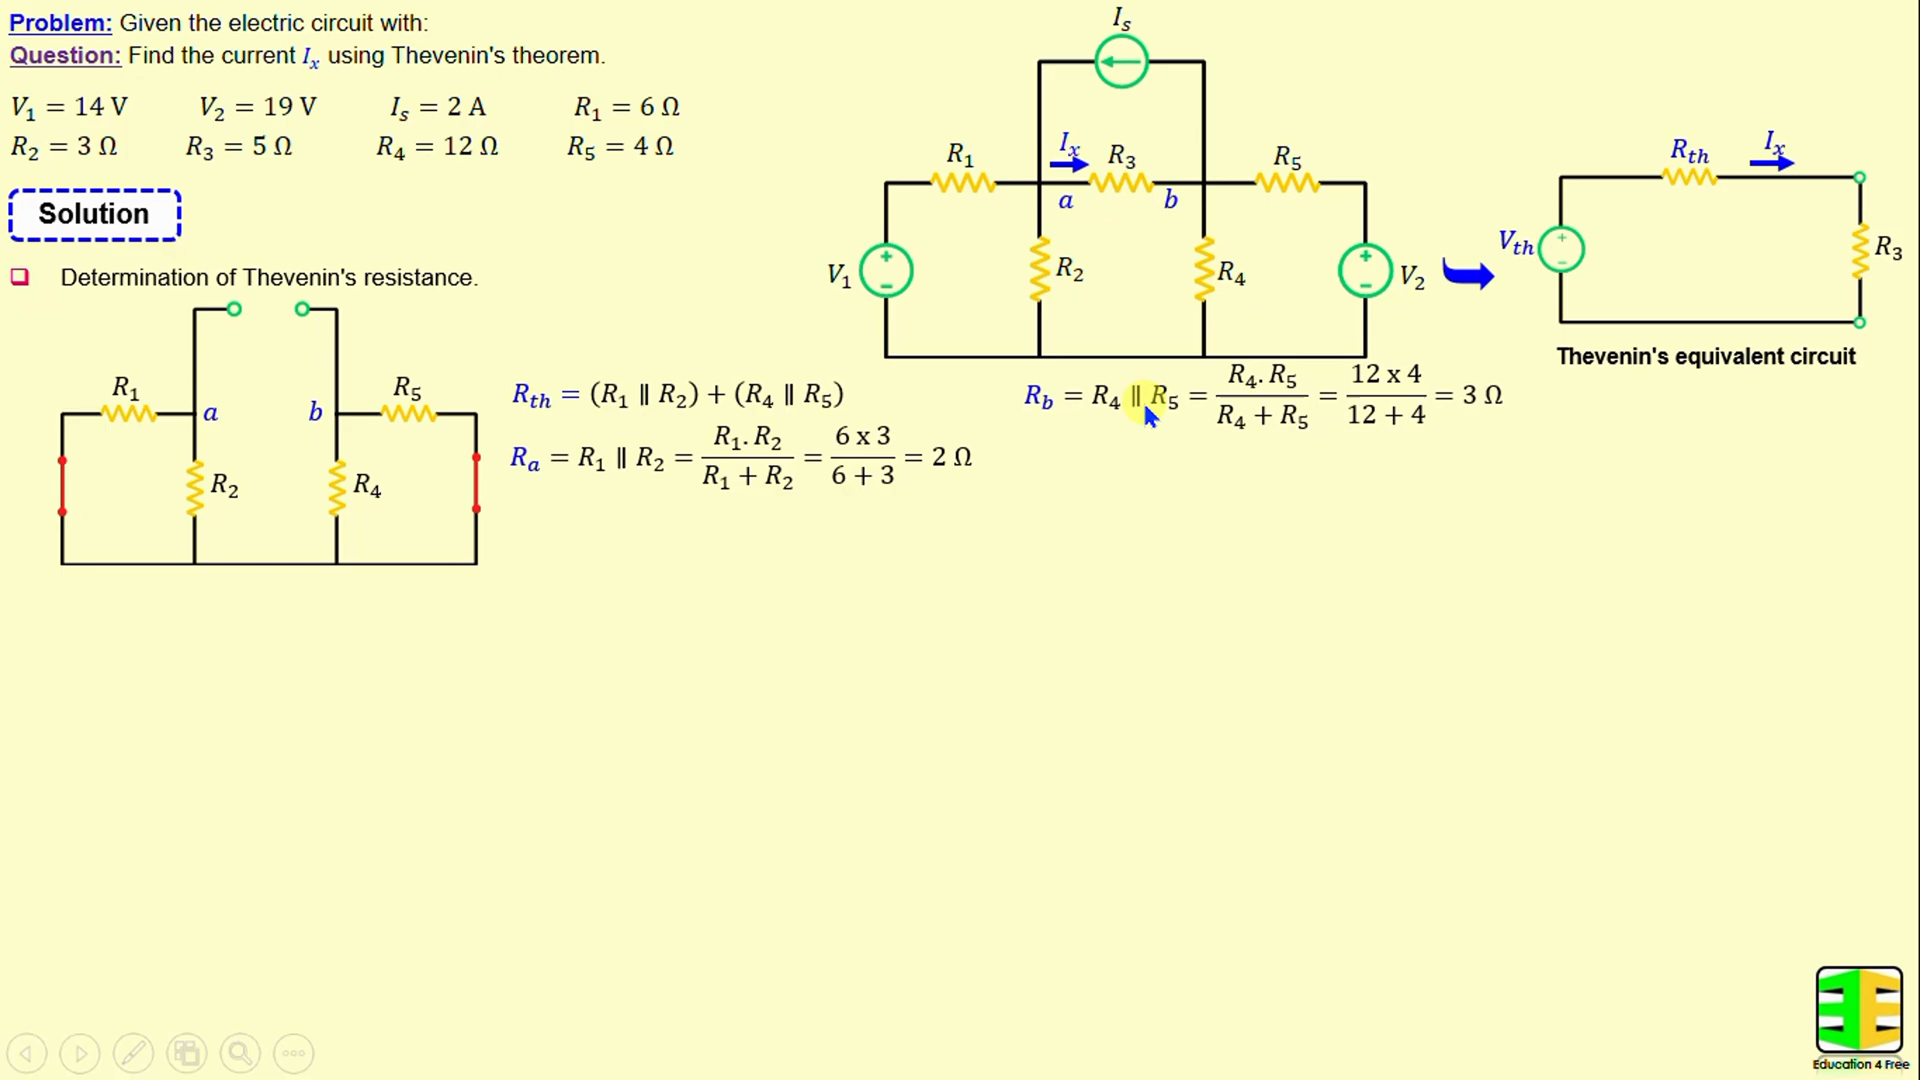 Problem: Given the electric circuit with:
Question: Find the current Iₓ using Thevenin's theorem.
V₁ = 14 V V₂ = 19 V Iₛ = 2 A R₁ = 6 Ω
R₂ = 3 Ω R₃ = 5 Ω R₄ = 12 Ω R₅ = 4 Ω
Solution
❑ Determination of Thevenin's resistance.
R₁ R₅
a b
R₂ R₄
Iₛ
R₁ Iₓ R₃ R₅
a b
V₁ R₂ R₄ V₂
Rₜₕ Iₓ
Vₜₕ R₃
Thevenin's equivalent circuit
Rₜₕ = (R₁ ∥ R₂) + (R₄ ∥ R₅)
R_a = R₁ ∥ R₂ = R₁.R₂ / R₁ + R₂ = 6 x 3 / 6 + 3 = 2 Ω
R_b = R₄ ∥ R₅ = R₄.R₅ / R₄ + R₅ = 12 x 4 / 12 + 4 = 3 Ω
Education 4 Free